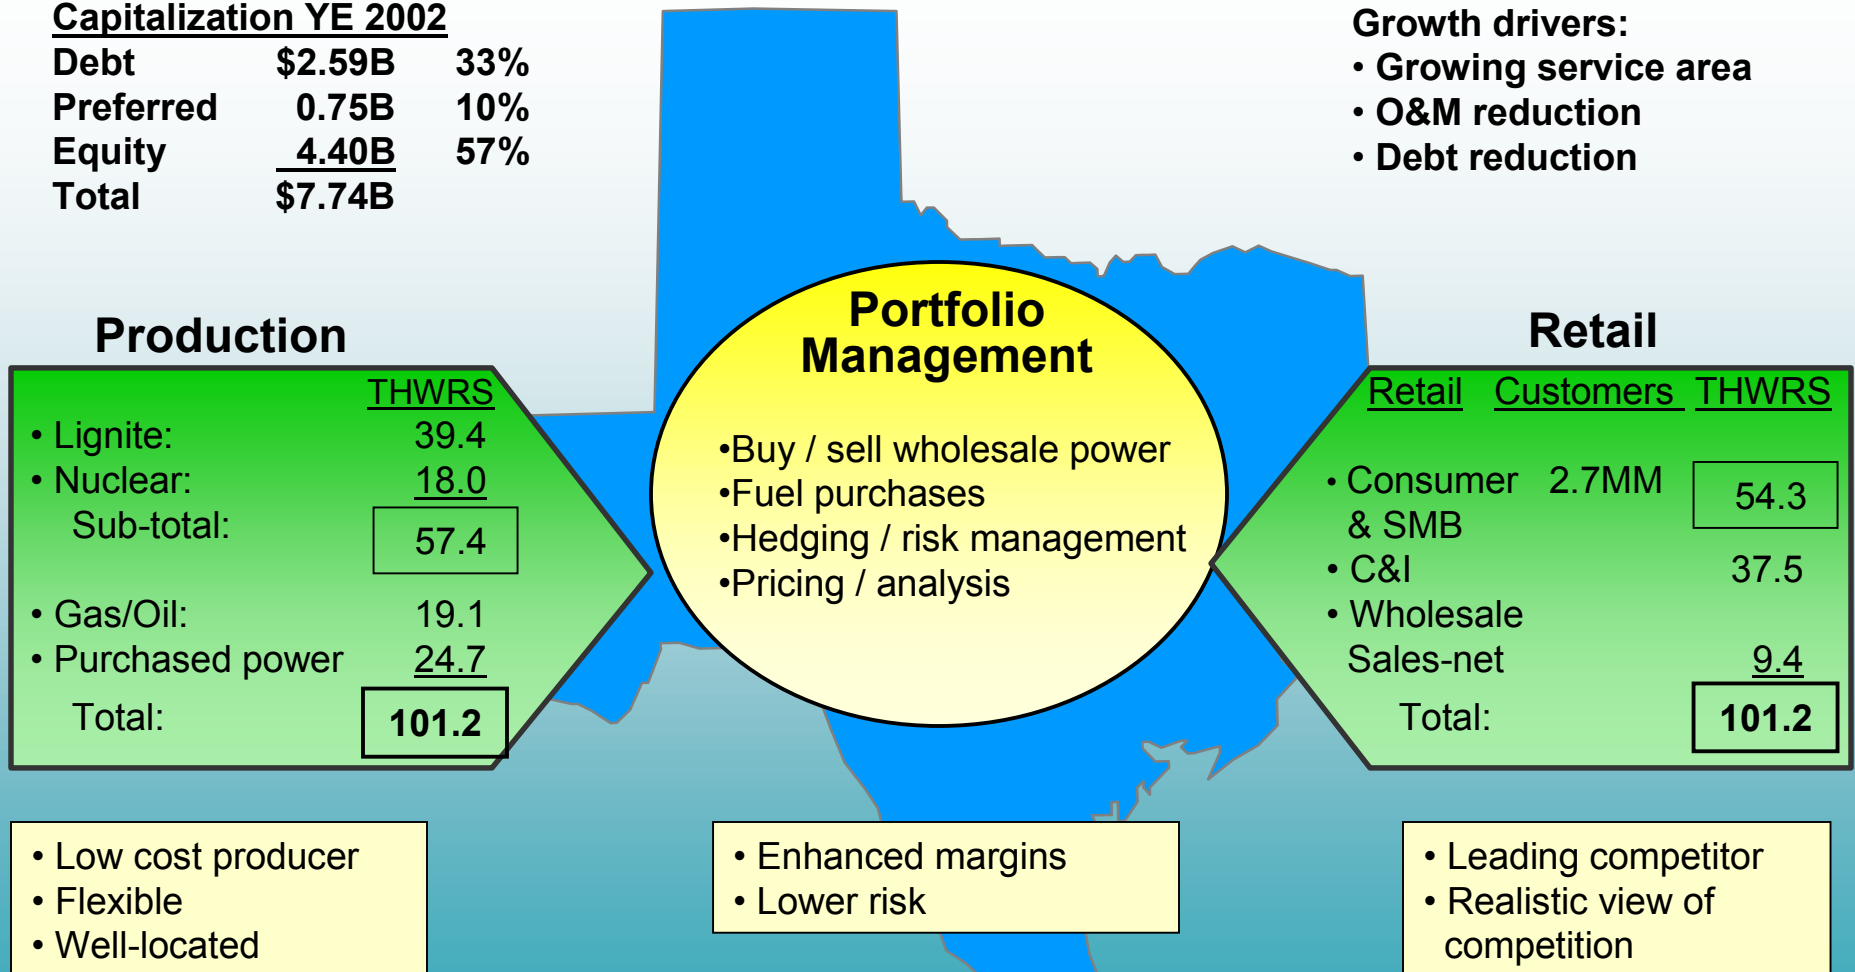 Capitalization YE 2002
Debt $2.59B 33%
Preferred 0.75B 10%
Equity 4.40B 57%
Total $7.74B
Growth drivers:
• Growing service area
• O&M reduction
• Debt reduction
Production
THWRS
• Lignite: 39.4
• Nuclear: 18.0
Sub-total: 57.4
• Gas/Oil: 19.1
• Purchased power 24.7
Total: 101.2
Portfolio
Management
•Buy / sell wholesale power
•Fuel purchases
•Hedging / risk management
•Pricing / analysis
Retail
Retail Customers THWRS
• Consumer 2.7MM 54.3
& SMB
• C&I 37.5
• Wholesale
Sales-net 9.4
Total: 101.2
• Low cost producer
• Flexible
• Well-located
• Enhanced margins
• Lower risk
• Leading competitor
• Realistic view of
competition